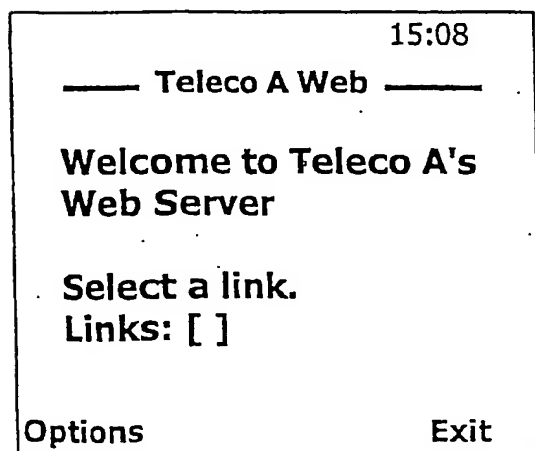 15:08
Teleco A Web
Welcome to Teleco A's
Web Server
Select a link.
Links: [ ]
Options Exit